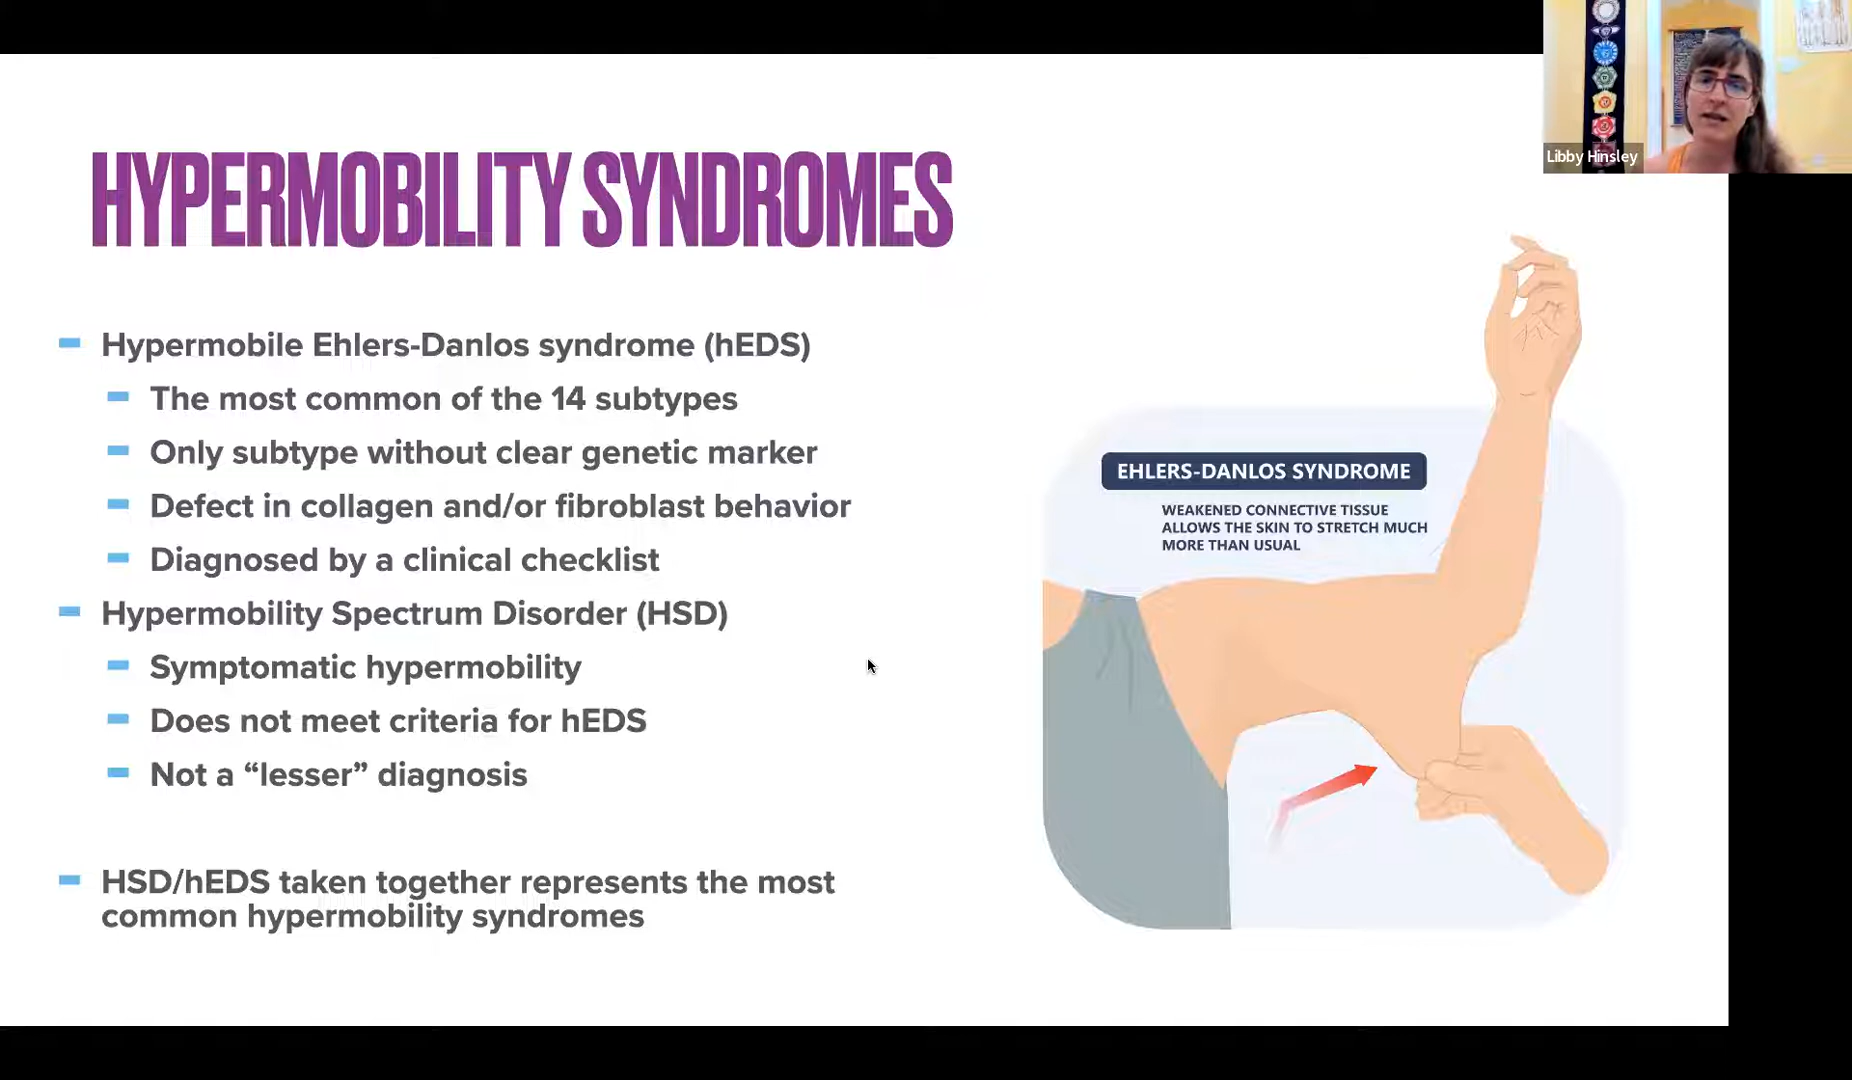 Libby Hinsley
HYPERMOBILITY SYNDROMES
Hypermobile Ehlers-Danlos syndrome (hEDS)
The most common of the 14 subtypes
Only subtype without clear genetic marker
Defect in collagen and/or fibroblast behavior
Diagnosed by a clinical checklist
Hypermobility Spectrum Disorder (HSD)
Symptomatic hypermobility
Does not meet criteria for hEDS
Not a “lesser” diagnosis
HSD/hEDS taken together represents the most
common hypermobility syndromes
EHLERS-DANLOS SYNDROME
WEAKENED CONNECTIVE TISSUE
ALLOWS THE SKIN TO STRETCH MUCH
MORE THAN USUAL